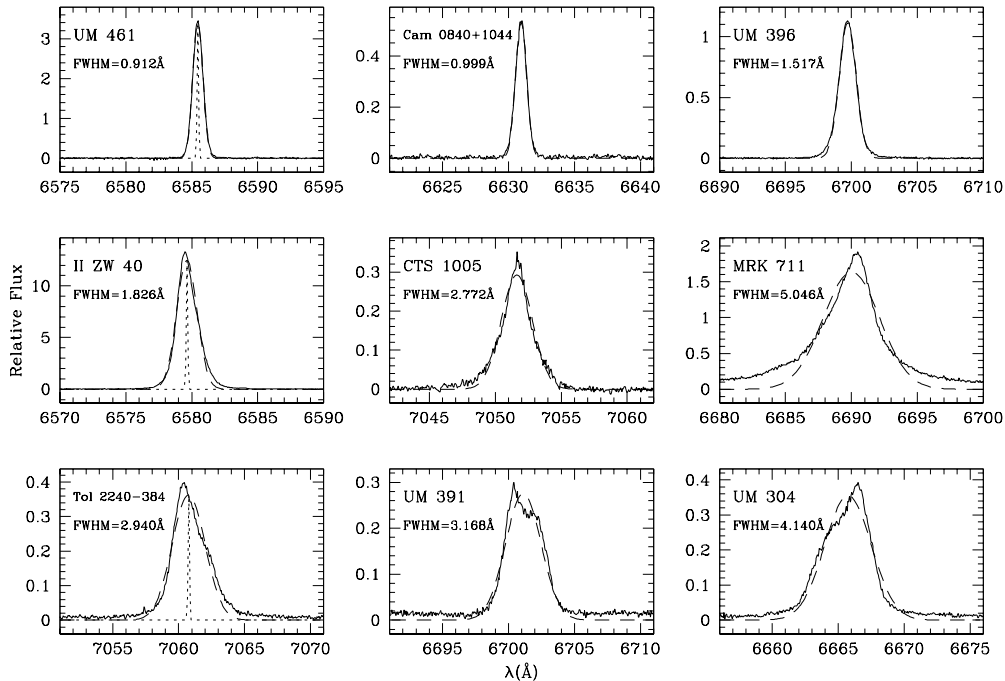 UM 461
FWHM=0.912Å
3
2
1
0
6575 6580 6585 6590 6595
Cam 0840+1044
FWHM=0.999Å
0.4
0.2
0
6625 6630 6635 6640
UM 396
FWHM=1.517Å
1
0.5
0
6690 6695 6700 6705 6710
Relative Flux
II ZW 40
FWHM=1.826Å
10
5
0
6570 6575 6580 6585 6590
CTS 1005
FWHM=2.772Å
0.3
0.2
0.1
0
7045 7050 7055 7060
MRK 711
FWHM=5.046Å
2
1.5
1
0.5
0
6680 6685 6690 6695 6700
Tol 2240-384
FWHM=2.940Å
0.4
0.3
0.2
0.1
0
7055 7060 7065 7070
UM 391
FWHM=3.168Å
0.3
0.2
0.1
0
6695 6700 6705 6710
UM 304
FWHM=4.140Å
0.4
0.3
0.2
0.1
0
6660 6665 6670 6675
λ(Å)